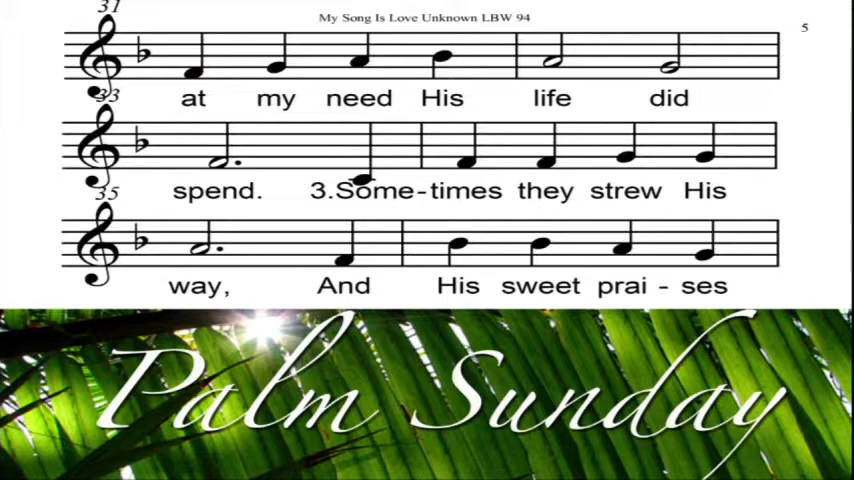 31
My Song Is Love Unknown LBW 94
5
at my need His life did
33
spend. 3.Some-times they strew His
35
way, And His sweet prai - ses
Palm Sunday